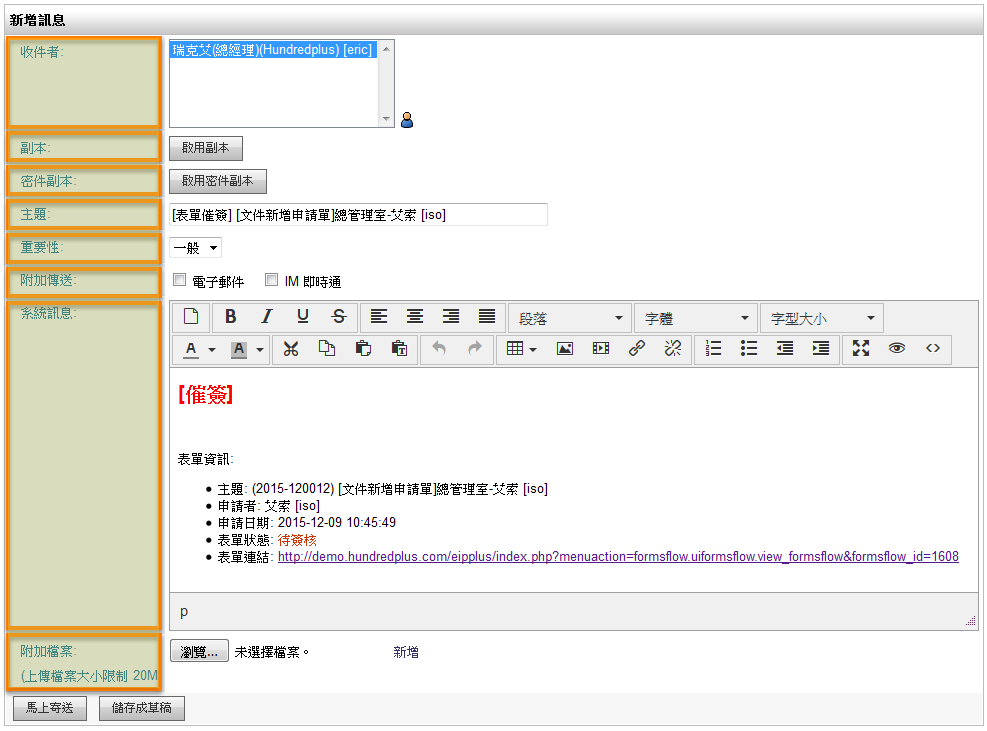 新增訊息
收件者:
瑞克艾(總經理)(Hundredplus) [eric]
副本:
啟用副本
密件副本:
啟用密件副本
主題:
[表單催簽] [文件新增申請單]總管理室-艾索 [iso]
重要性:
一般
附加傳送:
電子郵件 IM 即時通
系統訊息:
B I U S 段落 字體 字型大小
A A
[催簽]
表單資訊:
主題: (2015-120012) [文件新增申請單]總管理室-艾索 [iso]
申請者: 艾索 [iso]
申請日期: 2015-12-09 10:45:49
表單狀態: 待簽核
表單連結: http://demo.hundredplus.com/eipplus/index.php?menuaction=formsflow.uiformsflow.view_formsflow&formsflow_id=1608
p
附加檔案:
瀏覽... 未選擇檔案。 新增
(上傳檔案大小限制 20M
馬上寄送 儲存成草稿